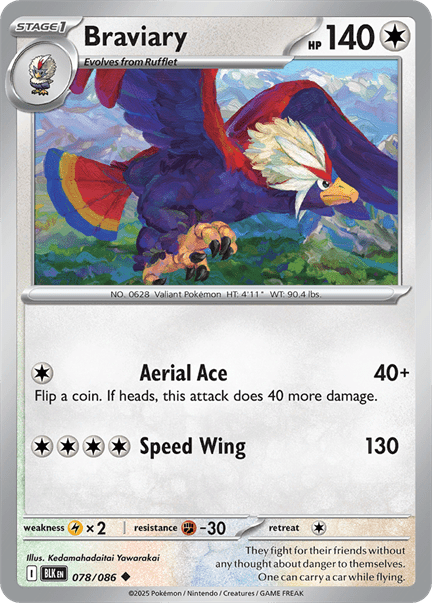 STAGE 1
Braviary
HP 140
Evolves from Rufflet
NO. 0628 Valiant Pokémon HT: 4'11" WT: 90.4 lbs.
Aerial Ace 40+
Flip a coin. If heads, this attack does 40 more damage.
Speed Wing 130
weakness ×2 resistance -30 retreat
Illus. Kedamahadaitai Yawarakai
I BLK EN 078/086
They fight for their friends without
any thought about danger to themselves.
One can carry a car while flying.
©2025 Pokémon / Nintendo / Creatures / GAME FREAK